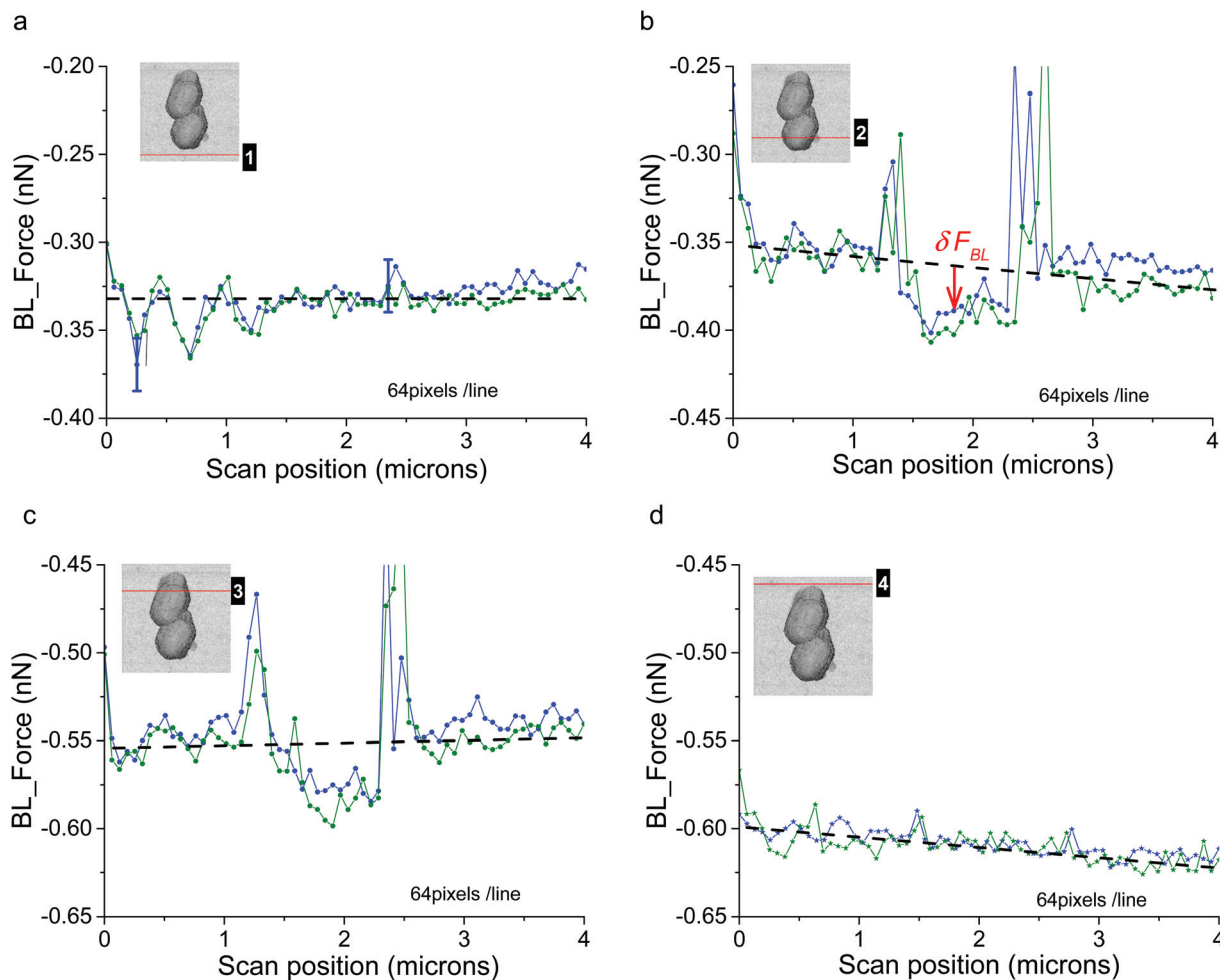 a
-0.20
-0.25
-0.30
-0.35
-0.40
BL_Force (nN)
1
64pixels /line
0 1 2 3 4
Scan position (microns)
b
-0.25
-0.30
-0.35
-0.40
-0.45
BL_Force (nN)
2
δF_BL
64pixels /line
0 1 2 3 4
Scan position (microns)
c
-0.45
-0.50
-0.55
-0.60
-0.65
BL_Force (nN)
3
64pixels /line
0 1 2 3 4
Scan position (microns)
d
-0.45
-0.50
-0.55
-0.60
-0.65
BL_Force (nN)
4
64pixels /line
0 1 2 3 4
Scan position (microns)